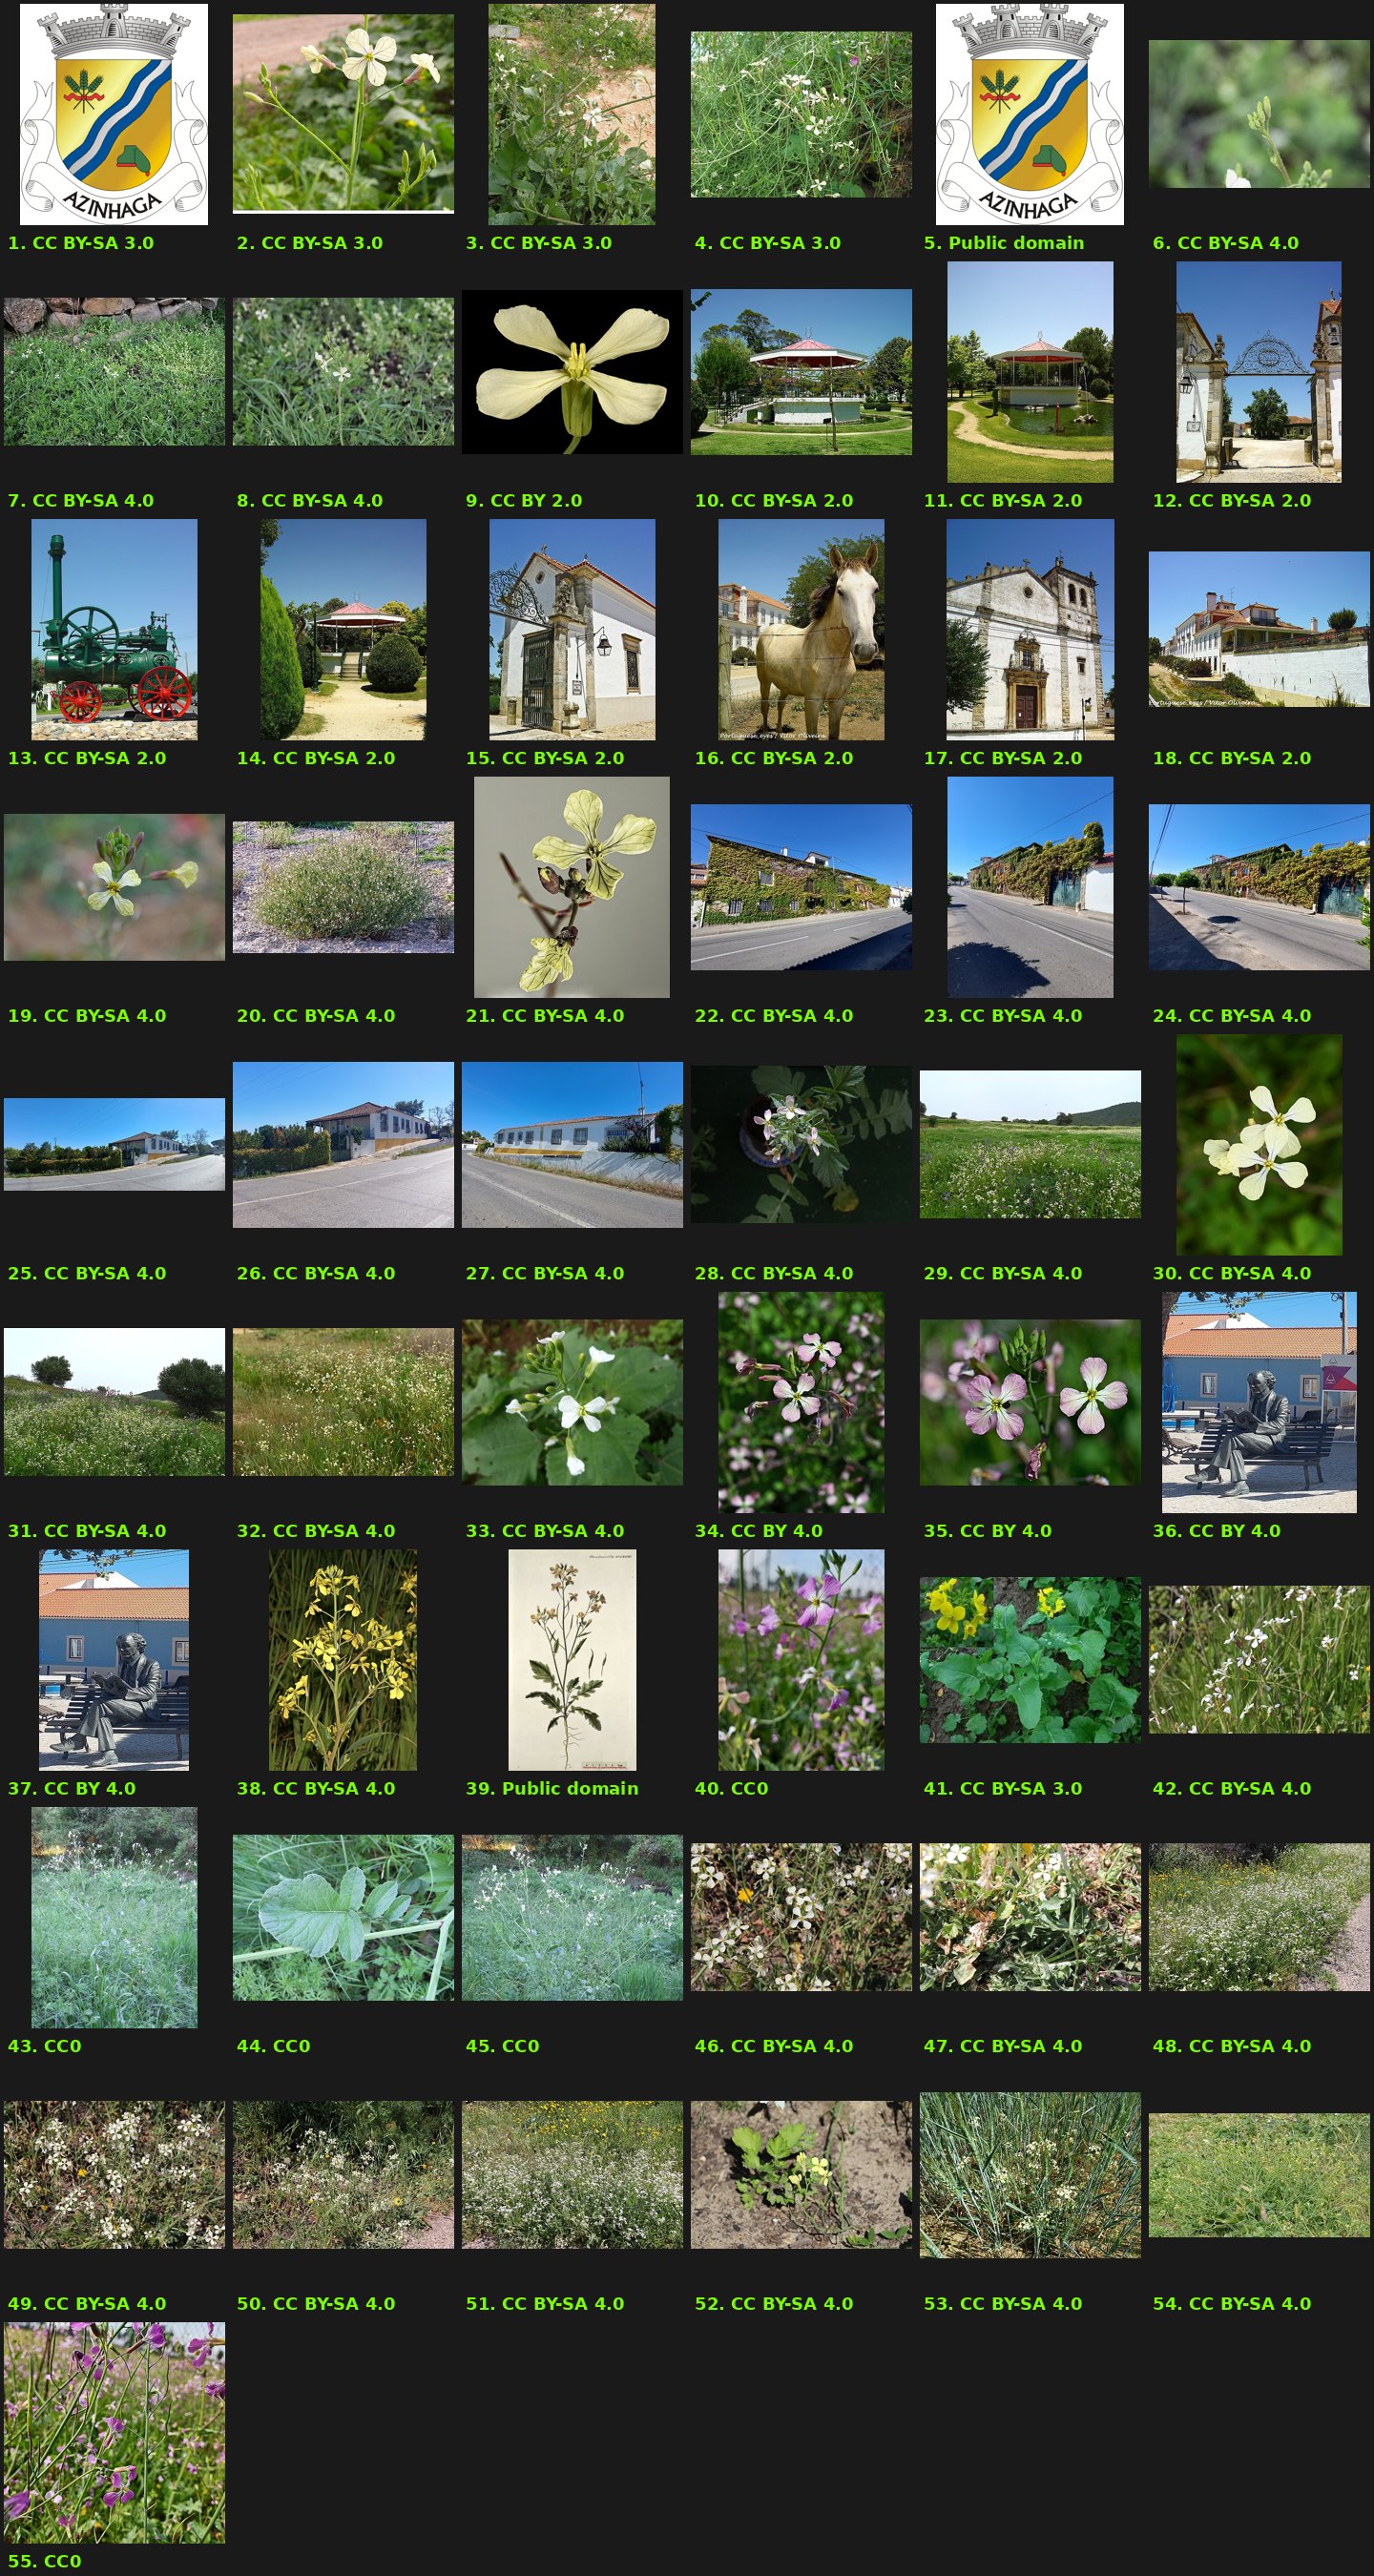 AZINHAGA
AZINHAGA
1. CC BY-SA 3.0
2. CC BY-SA 3.0
3. CC BY-SA 3.0
4. CC BY-SA 3.0
5. Public domain
6. CC BY-SA 4.0
7. CC BY-SA 4.0
8. CC BY-SA 4.0
9. CC BY 2.0
10. CC BY-SA 2.0
11. CC BY-SA 2.0
12. CC BY-SA 2.0
Portuguese_eyes / Vitor Oliveira
Portuguese_eyes / Vitor Oliveira
13. CC BY-SA 2.0
14. CC BY-SA 2.0
15. CC BY-SA 2.0
16. CC BY-SA 2.0
17. CC BY-SA 2.0
18. CC BY-SA 2.0
19. CC BY-SA 4.0
20. CC BY-SA 4.0
21. CC BY-SA 4.0
22. CC BY-SA 4.0
23. CC BY-SA 4.0
24. CC BY-SA 4.0
25. CC BY-SA 4.0
26. CC BY-SA 4.0
27. CC BY-SA 4.0
28. CC BY-SA 4.0
29. CC BY-SA 4.0
30. CC BY-SA 4.0
31. CC BY-SA 4.0
32. CC BY-SA 4.0
33. CC BY-SA 4.0
34. CC BY 4.0
35. CC BY 4.0
36. CC BY 4.0
37. CC BY 4.0
38. CC BY-SA 4.0
39. Public domain
40. CC0
41. CC BY-SA 3.0
42. CC BY-SA 4.0
43. CC0
44. CC0
45. CC0
46. CC BY-SA 4.0
47. CC BY-SA 4.0
48. CC BY-SA 4.0
49. CC BY-SA 4.0
50. CC BY-SA 4.0
51. CC BY-SA 4.0
52. CC BY-SA 4.0
53. CC BY-SA 4.0
54. CC BY-SA 4.0
55. CC0